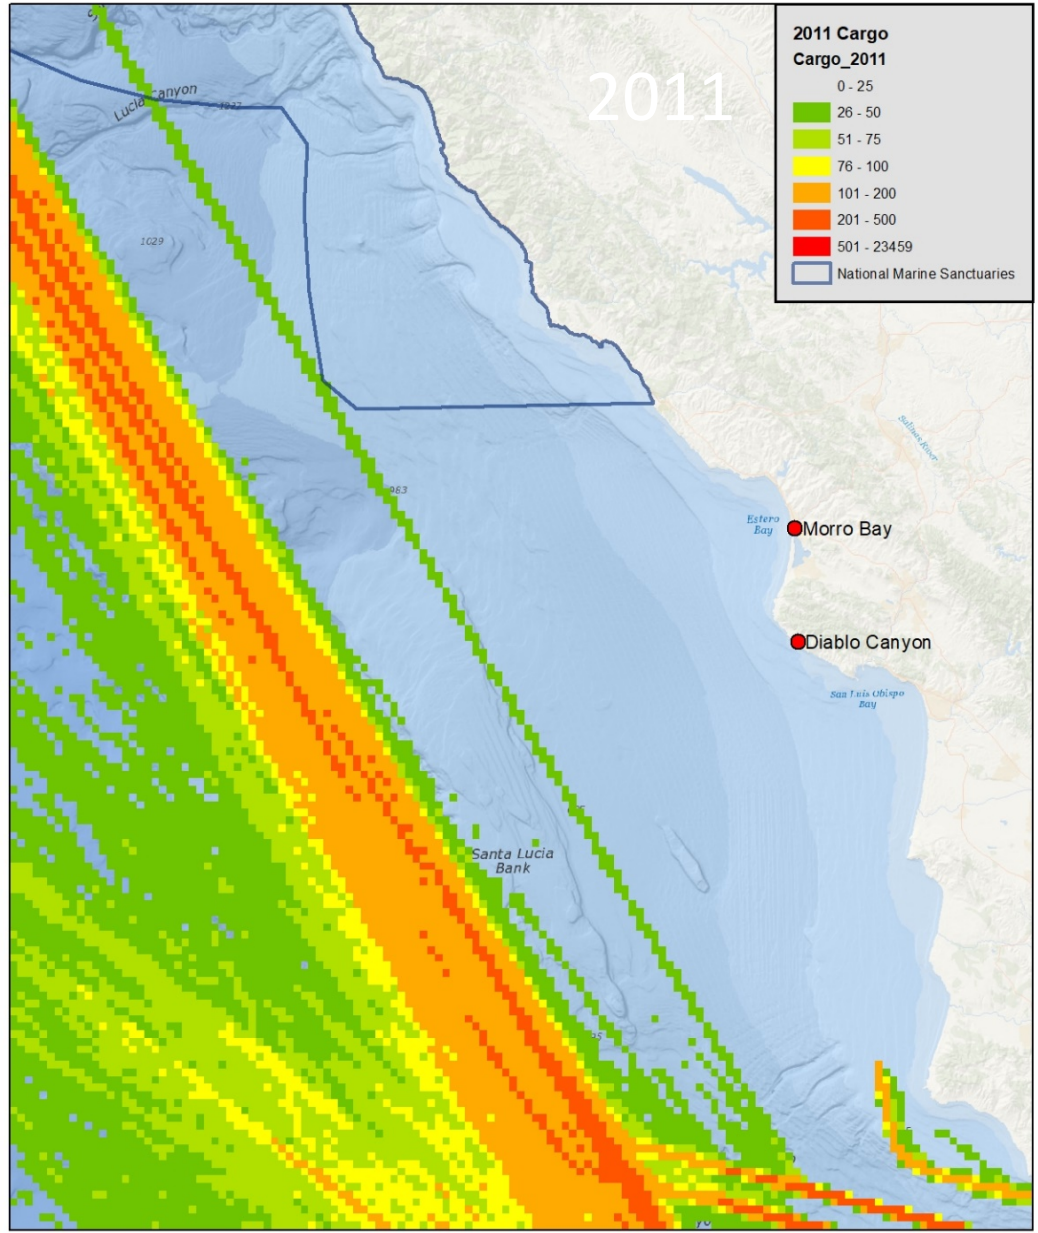 2011
2011 Cargo
Cargo_2011
0 - 25
26 - 50
51 - 75
76 - 100
101 - 200
201 - 500
501 - 23459
National Marine Sanctuaries
Lucia Canyon
1029
983
Salinas River
Estero
Bay
Morro Bay
Diablo Canyon
San Luis Obispo
Bay
Santa Lucia
Bank